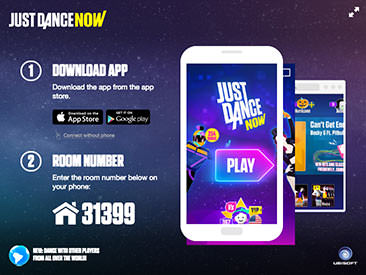 JUST DANCE NOW
1 DOWNLOAD APP
Download the app from the app
store.
Download on the
App Store
GET IT ON
Google play
Connect without phone
2 ROOM NUMBER
Enter the room number below on
your phone:
31399
NEW: DANCE WITH OTHER PLAYERS
FROM ALL OVER THE WORLD!
JUST
DANCE
NOW
PLAY
Can't Get
UBISOFT